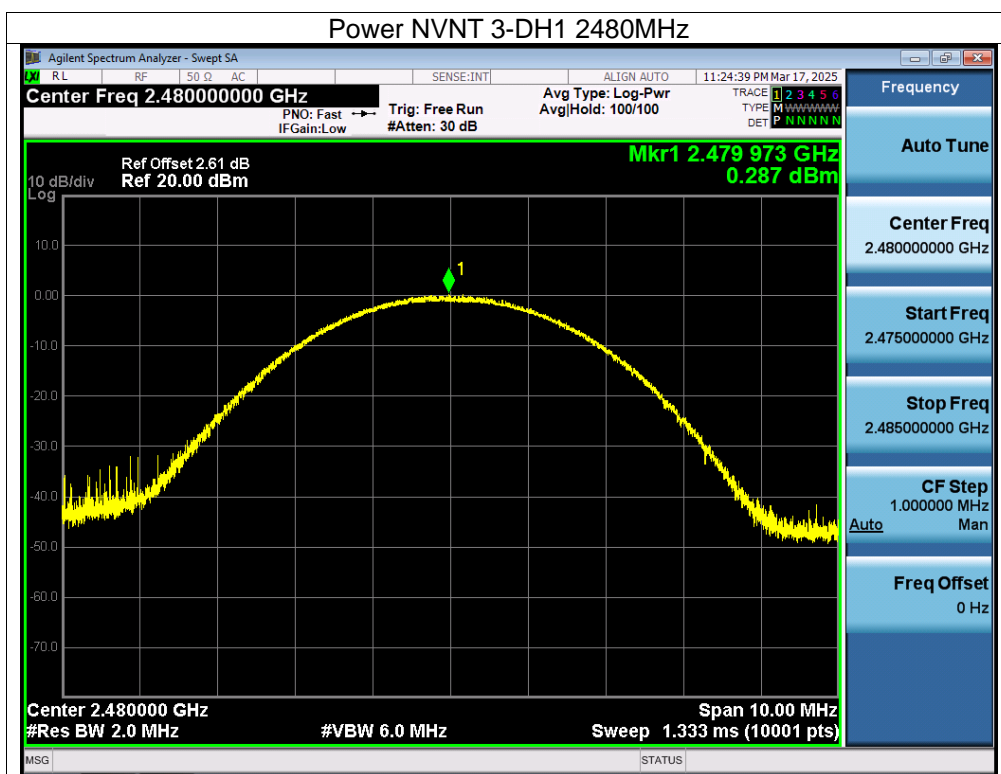 Power NVNT 3-DH1 2480MHz
Agilent Spectrum Analyzer - Swept SA
LXI RL RF 50 Ω AC SENSE:INT ALIGN AUTO 11:24:39 PM Mar 17, 2025
Center Freq 2.480000000 GHz
PNO: Fast
IFGain:Low
Trig: Free Run
#Atten: 30 dB
Avg Type: Log-Pwr
Avg|Hold: 100/100
TRACE 1 2 3 4 5 6
TYPE M WWWWW
DET P N N N N N
Ref Offset 2.61 dB
10 dB/div Ref 20.00 dBm
Log
Mkr1 2.479 973 GHz
0.287 dBm
10.0
0.00
-10.0
-20.0
-30.0
-40.0
-50.0
-60.0
-70.0
1
Center 2.480000 GHz
Span 10.00 MHz
#Res BW 2.0 MHz
#VBW 6.0 MHz
Sweep 1.333 ms (10001 pts)
MSG
STATUS
Frequency
Auto Tune
Center Freq
2.480000000 GHz
Start Freq
2.475000000 GHz
Stop Freq
2.485000000 GHz
CF Step
1.000000 MHz
Auto Man
Freq Offset
0 Hz